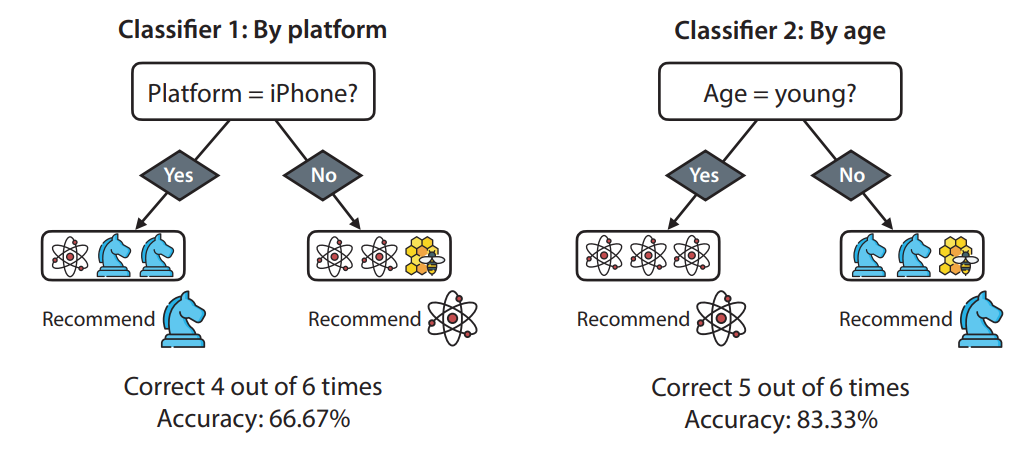 Classifier 1: By platform
Platform = iPhone?
Yes
No
Recommend
Recommend
Correct 4 out of 6 times
Accuracy: 66.67%
Classifier 2: By age
Age = young?
Yes
No
Recommend
Recommend
Correct 5 out of 6 times
Accuracy: 83.33%